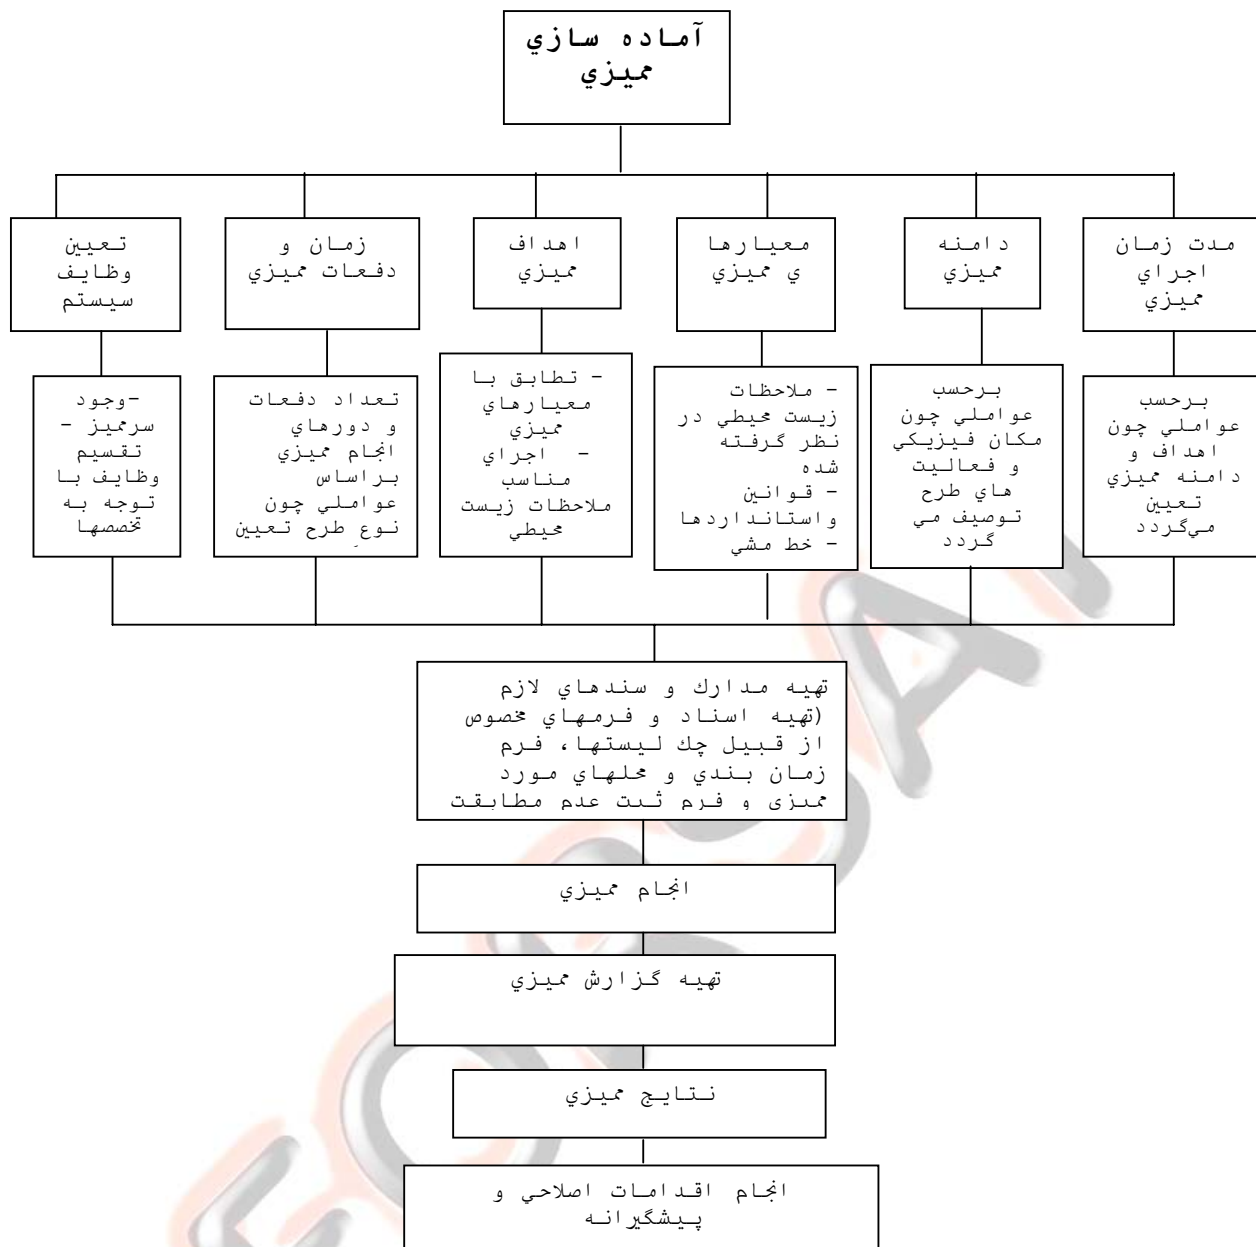 آماده سازي
مميزي
مدت زمان
اجراي
مميزي
دامنه
مميزي
معيارها
ي مميزي
اهداف
مميزي
زمان و
دفعات مميزي
تعيين
وظايف
سيستم
برحسب
عواملي چون
اهداف و
دامنه مميزي
تعيين
مي‌گردد
برحسب
عواملي چون
مكان فيزيكي
و فعاليت
هاي طرح
توصيف مي
گردد
- ملاحظات
زيست محيطي در
نظر گرفته
شده
- قوانين
واستانداردها
- خط مشي
- تطابق با
معيارهاي
مميزي
- اجراي
مناسب
ملاحظات زيست
محيطي
تعداد دفعات
و دورهاي
انجام مميزي
براساس
عواملي چون
نوع طرح تعيين
-وجود
سرمميز -
تقسيم
وظايف با
توجه به
تخصصها
تهيه مدارك و سندهاي لازم
(تهيه اسناد و فرمهاي مخصوص
از قبيل چك ليستها، فرم
زمان بندي و محلهاي مورد
مميزي و فرم ثبت عدم مطابقت
انجام مميزي
تهيه گزارش مميزي
نتايج مميزي
انجام اقدامات اصلاحي و
پيشگيرانه